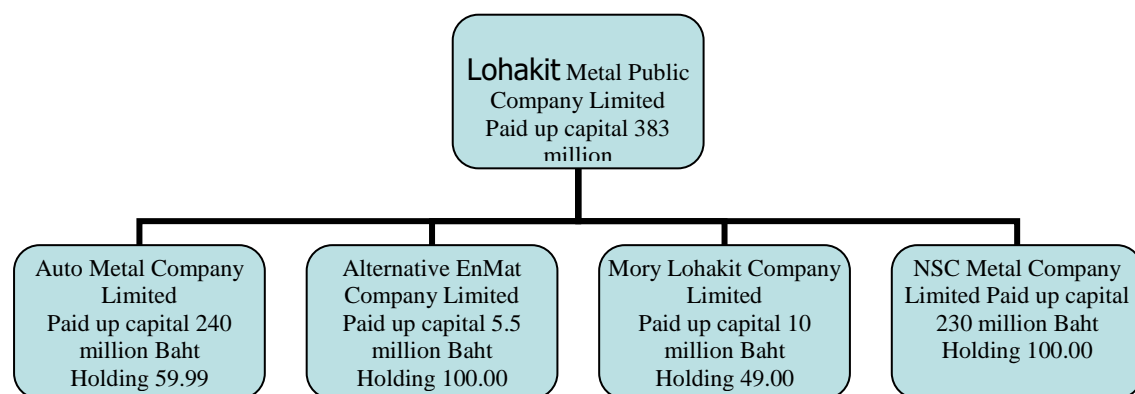 Lohakit Metal Public
Company Limited
Paid up capital 383
million
Auto Metal Company
Limited
Paid up capital 240
million Baht
Holding 59.99
Alternative EnMat
Company Limited
Paid up capital 5.5
million Baht
Holding 100.00
Mory Lohakit Company
Limited
Paid up capital 10
million Baht
Holding 49.00
NSC Metal Company
Limited Paid up capital
230 million Baht
Holding 100.00